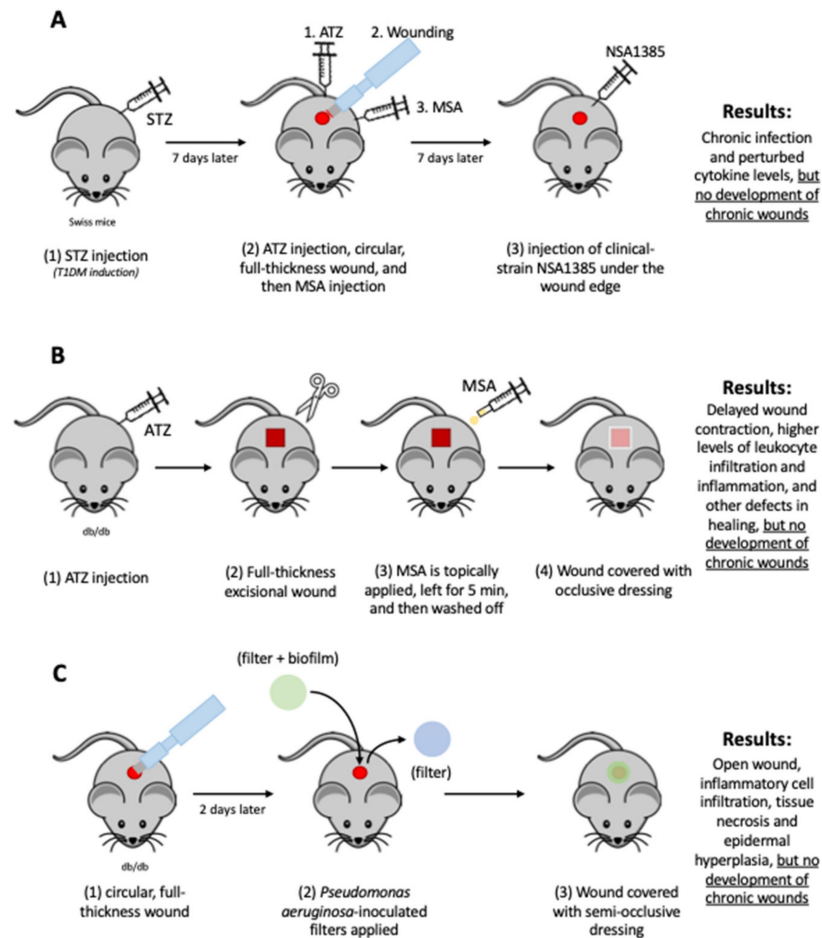 A
1. ATZ
2. Wounding
NSA1385
STZ
3. MSA
7 days later
7 days later
Swiss mice
(1) STZ injection
(T1DM induction)
(2) ATZ injection, circular,
full-thickness wound, and
then MSA injection
(3) injection of clinical-
strain NSA1385 under the
wound edge
Results:
Chronic infection
and perturbed
cytokine levels, but
no development of
chronic wounds
B
ATZ
MSA
db/db
(1) ATZ injection
(2) Full-thickness
excisional wound
(3) MSA is topically
applied, left for 5 min,
and then washed off
(4) Wound covered with
occlusive dressing
Results:
Delayed wound
contraction, higher
levels of leukocyte
infiltration and
inflammation, and
other defects in
healing, but no
development of
chronic wounds
C
(filter + biofilm)
(filter)
2 days later
db/db
(1) circular, full-
thickness wound
(2) Pseudomonas
aeruginosa-inoculated
filters applied
(3) Wound covered
with semi-occlusive
dressing
Results:
Open wound,
inflammatory cell
infiltration, tissue
necrosis and
epidermal
hyperplasia, but no
development of
chronic wounds